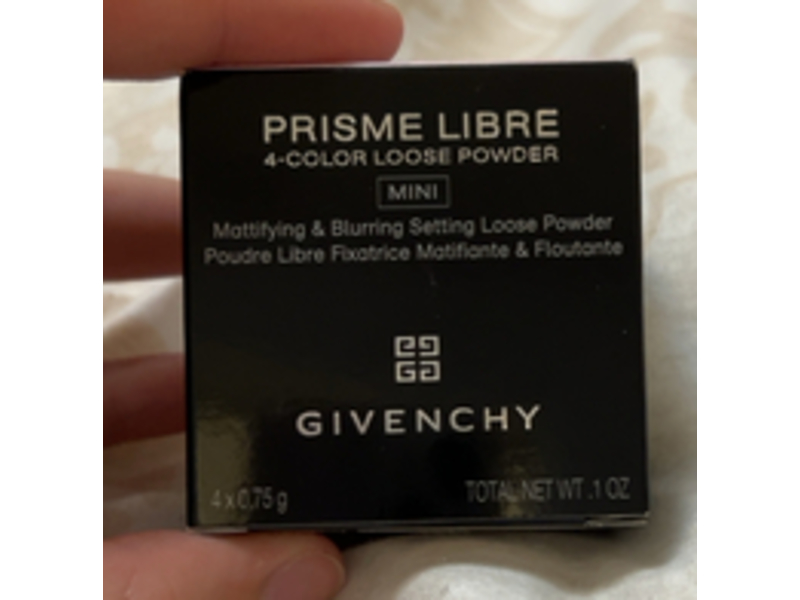 PRISME LIBRE
4-COLOR LOOSE POWDER
MINI
Mattifying & Blurring Setting Loose Powder
Poudre Libre Fixatrice Matifiante & Floutante
GIVENCHY
4 x 0,75 g TOTAL NET WT .1 OZ